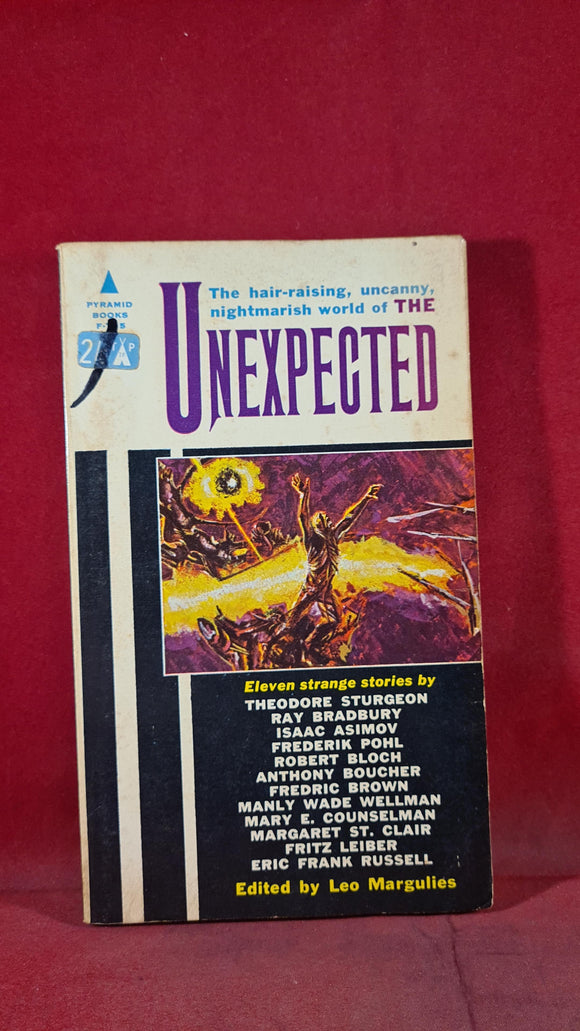 PYRAMID
BOOKS
The hair-raising, uncanny,
nightmarish world of THE
UNEXPECTED
Eleven strange stories by
THEODORE STURGEON
RAY BRADBURY
ISAAC ASIMOV
FREDERIK POHL
ROBERT BLOCH
ANTHONY BOUCHER
FREDRIC BROWN
MANLY WADE WELLMAN
MARY E. COUNSELMAN
MARGARET ST. CLAIR
FRITZ LEIBER
ERIC FRANK RUSSELL
Edited by Leo Margulies